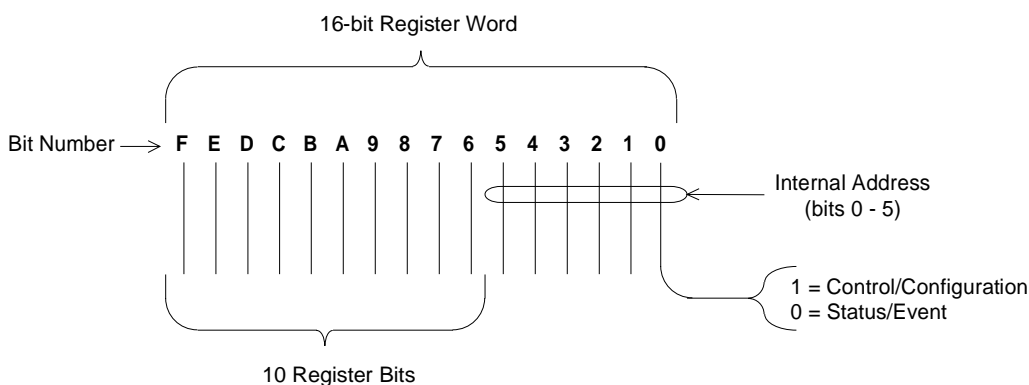 16-bit Register Word
Bit Number F E D C B A 9 8 7 6 5 4 3 2 1 0
Internal Address
(bits 0 - 5)
1 = Control/Configuration
0 = Status/Event
10 Register Bits